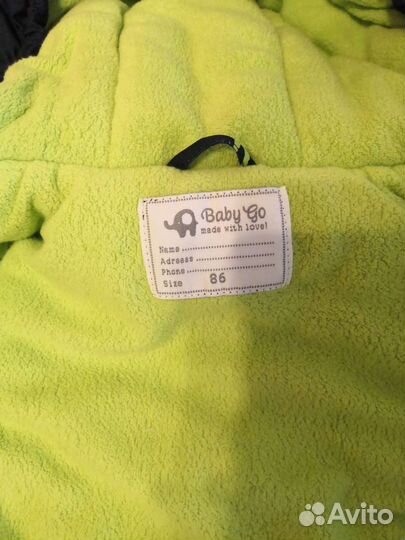 Baby Go
made with love!
Name
Adress
Phone
Size 86
Avito